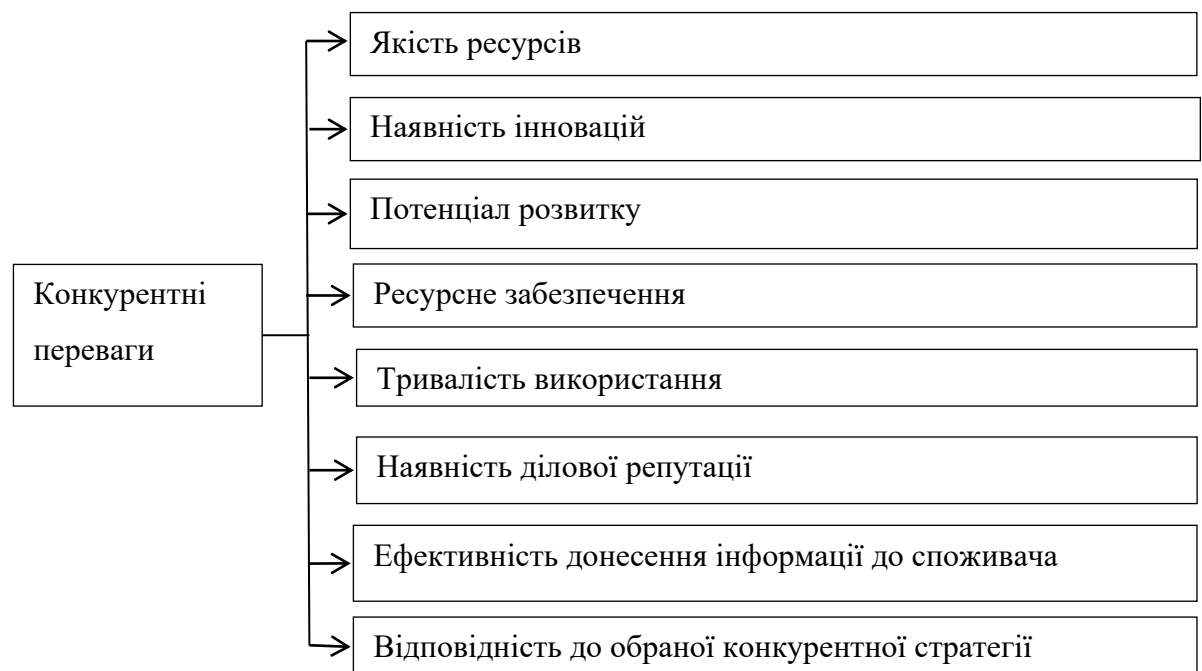 Якість ресурсів
Наявність інновацій
Потенціал розвитку
Конкурентні
переваги
Ресурсне забезпечення
Тривалість використання
Наявність ділової репутації
Ефективність донесення інформації до споживача
Відповідність до обраної конкурентної стратегії